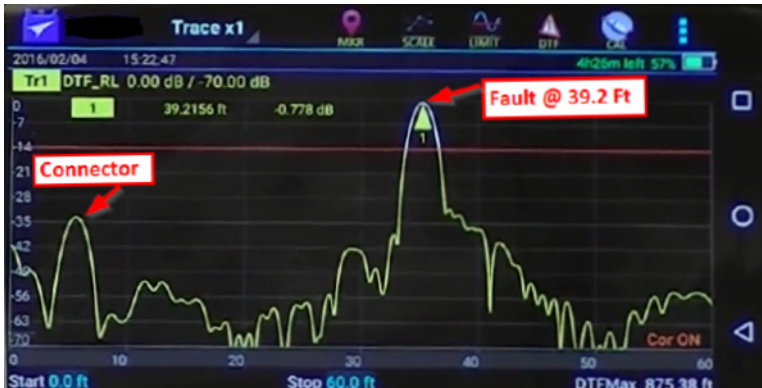 Trace x1
MKR SCALE LIMIT DTF CAL
2016/02/04 15:22:47 4h26m left 57%
Tr1 DTF_RL 0.00 dB / -70.00 dB
1 39.2156 ft -0.778 dB
Fault @ 39.2 Ft
0
-7
-14
-21
Connector
-28
-35
-42
-49
-56
-63
-70
1
Cor ON
0 10 20 30 40 50 60
Start 0.0 ft Stop 60.0 ft DTFMax 875.38